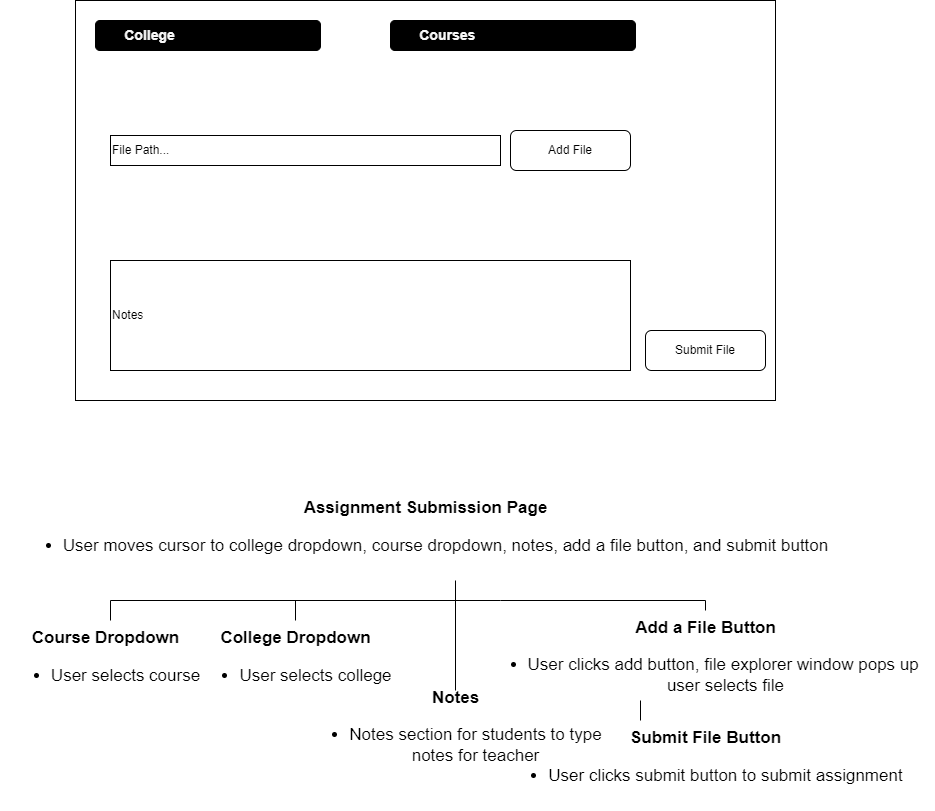 College
Courses
File Path...
Add File
Notes
Submit File
Assignment Submission Page
• User moves cursor to college dropdown, course dropdown, notes, add a file button, and submit button
Course Dropdown
• User selects course
College Dropdown
• User selects college
Notes
• Notes section for students to type
notes for teacher
Add a File Button
• User clicks add button, file explorer window pops up
user selects file
Submit File Button
• User clicks submit button to submit assignment